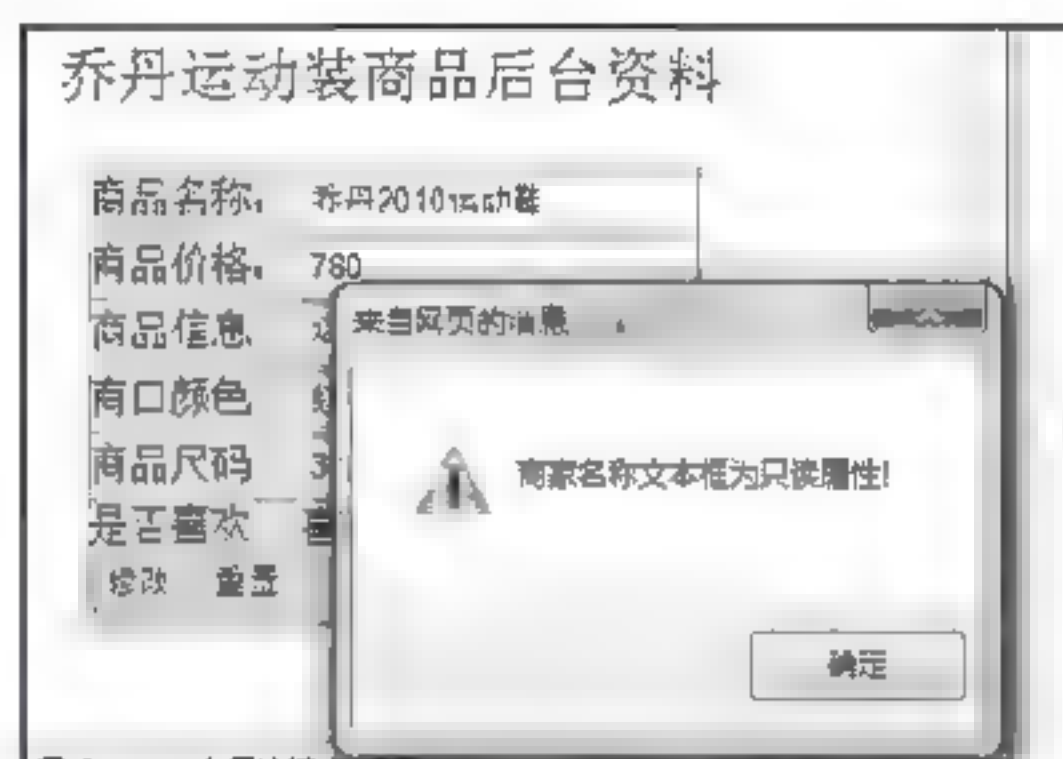 乔丹运动装商品后台资料
商品名称: 乔丹2010运动鞋
商品价格: 780
商品信息
商口颜色
商品尺码
是否喜欢
修改 重置
来自网页的消息
商家名称文本框为只读属性!
确定